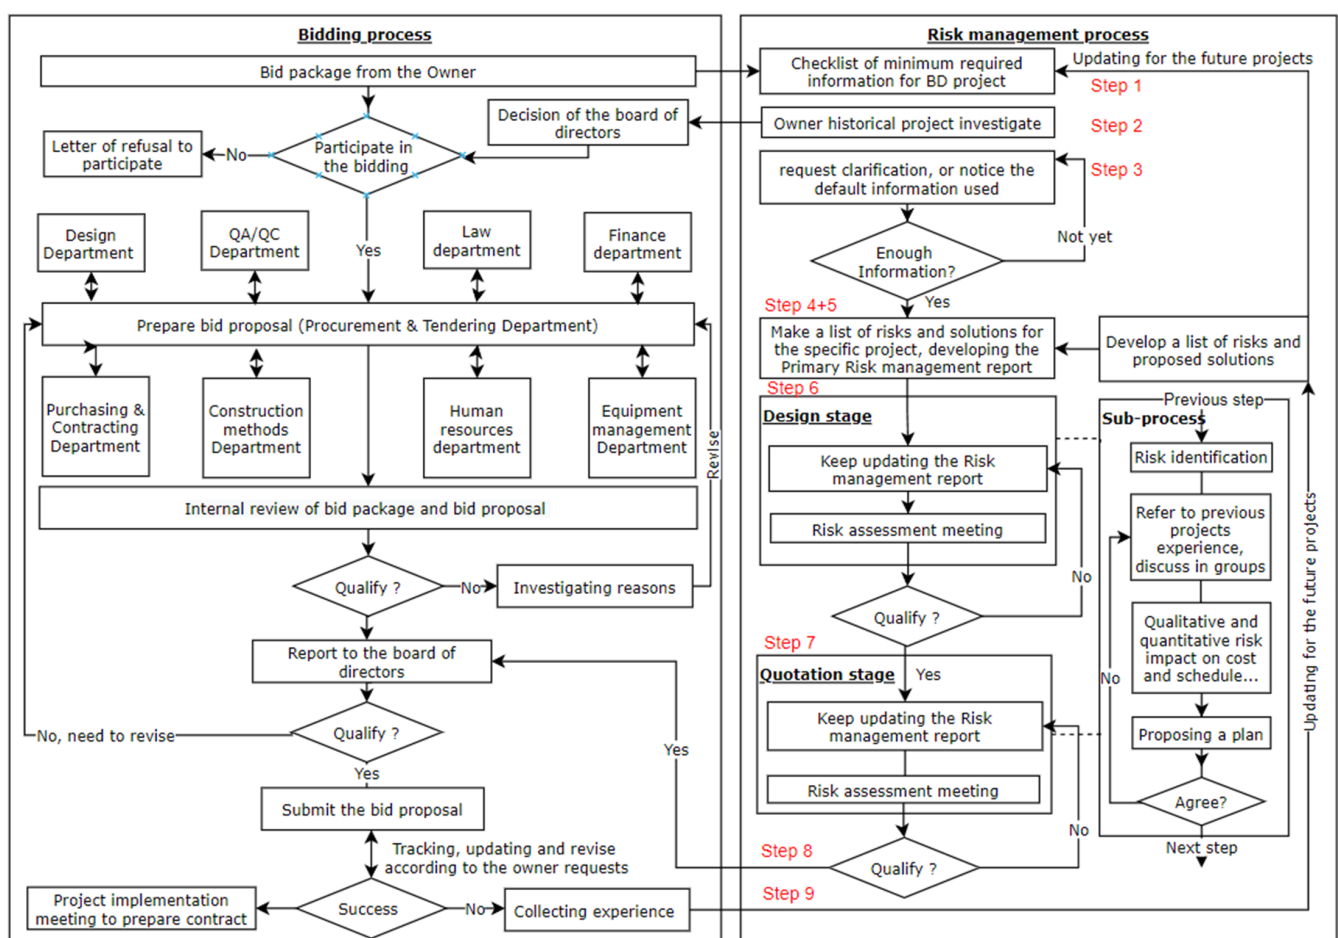 Bidding process
Bid package from the Owner
Decision of the board of
directors
Letter of refusal to
participate
No
Participate in
the bidding
Yes
Design
Department
QA/QC
Department
Law
department
Finance
department
Prepare bid proposal (Procurement & Tendering Department)
Purchasing &
Contracting
Department
Construction
methods
Department
Human
resources
department
Equipment
management
Department
Revise
Internal review of bid package and bid proposal
Qualify ?
No
Investigating reasons
Report to the board of
directors
No, need to revise
Qualify ?
Yes
Yes
Submit the bid proposal
Tracking, updating and revise
according to the owner requests
Project implementation
meeting to prepare contract
Success
No
Collecting experience
Risk management process
Checklist of minimum required
information for BD project
Updating for the future projects
Step 1
Owner historical project investigate
Step 2
request clarification, or notice the
default information used
Step 3
Enough
Information?
Not yet
Yes
Step 4+5
Make a list of risks and solutions for
the specific project, developing the
Primary Risk management report
Develop a list of risks and
proposed solutions
Step 6
Design stage
Keep updating the Risk
management report
Risk assessment meeting
No
Qualify ?
Step 7
Yes
Quotation stage
Keep updating the Risk
management report
Risk assessment meeting
No
Step 8
Qualify ?
Step 9
Previous step
Sub-process
Risk identification
Refer to previous
projects
experience,
discuss in groups
Qualitative and
quantitative risk
impact on cost
and schedule...
No
Proposing a plan
Agree?
Next step
Updating for the future projects